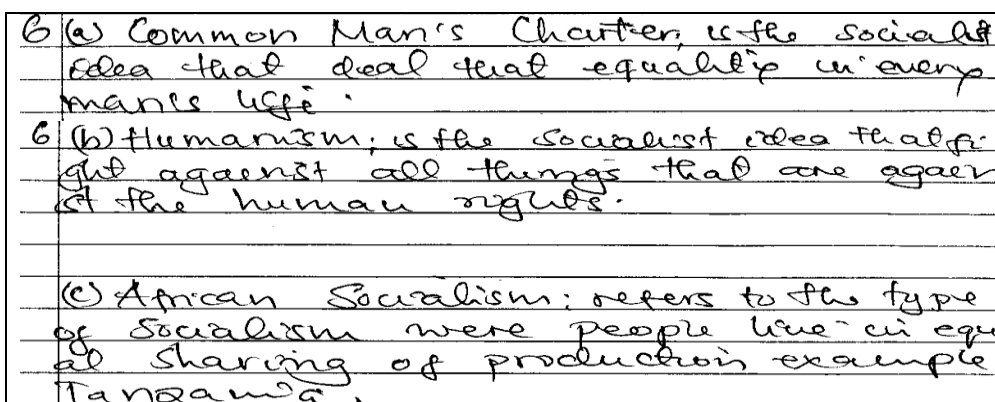 6 (a) Common Man's Charter; is the socialist
idea that deal that equality in every
man's life.
6 (b) Humanism; is the socialist idea that fi
ght against all things that are again
st the human rights.
(c) African Socialism: refers to the type
of Socialism were people live in equ
al sharing of production example
Tanzania.